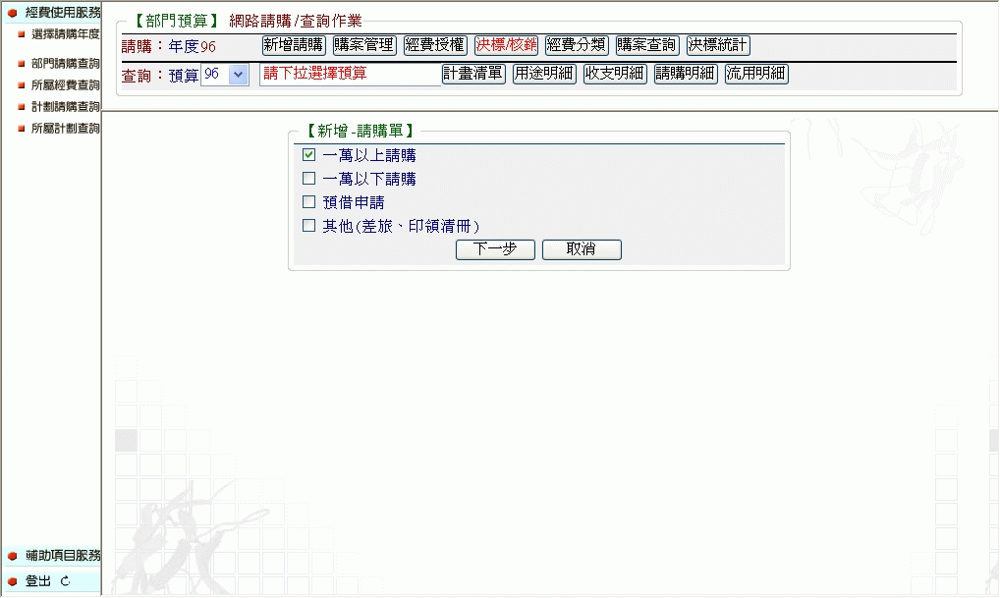 經費使用服務
選擇請購年度
部門請購查詢
所屬經費查詢
計劃請購查詢
所屬計劃查詢
輔助項目服務
登出
【部門預算】 網路請購/查詢作業
請購：年度96 新增請購 購案管理 經費授權 決標/核銷 經費分類 購案查詢 決標統計
查詢：預算 96 請下拉選擇預算 計畫清單 用途明細 收支明細 請購明細 流用明細
【新增-請購單】
一萬以上請購
一萬以下請購
預借申請
其他(差旅、印領清冊)
下一步 取消